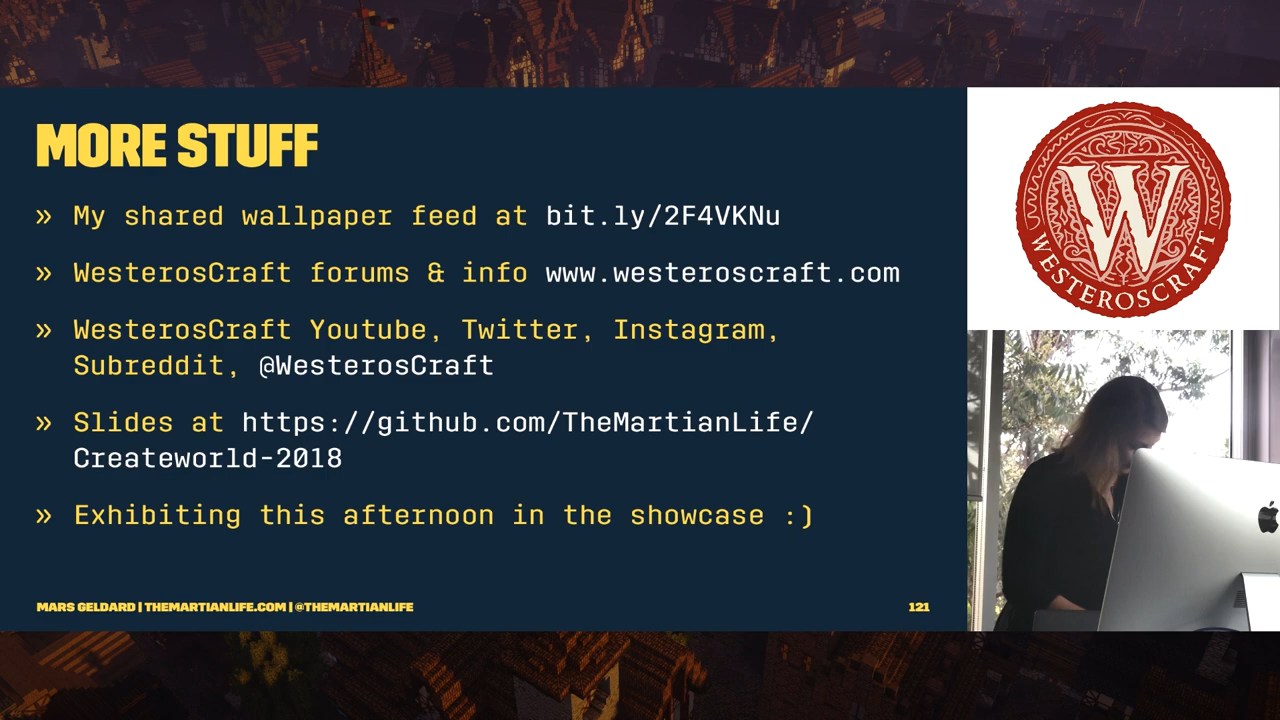 MORE STUFF
» My shared wallpaper feed at bit.ly/2F4VKNu
» WesterosCraft forums & info www.westeroscraft.com
» WesterosCraft Youtube, Twitter, Instagram,
Subreddit, @WesterosCraft
» Slides at https://github.com/TheMartianLife/
Createworld-2018
» Exhibiting this afternoon in the showcase :)
MARS GELDARD | THEMARTIANLIFE.COM | @THEMARTIANLIFE
121
W
WESTEROSCRAFT